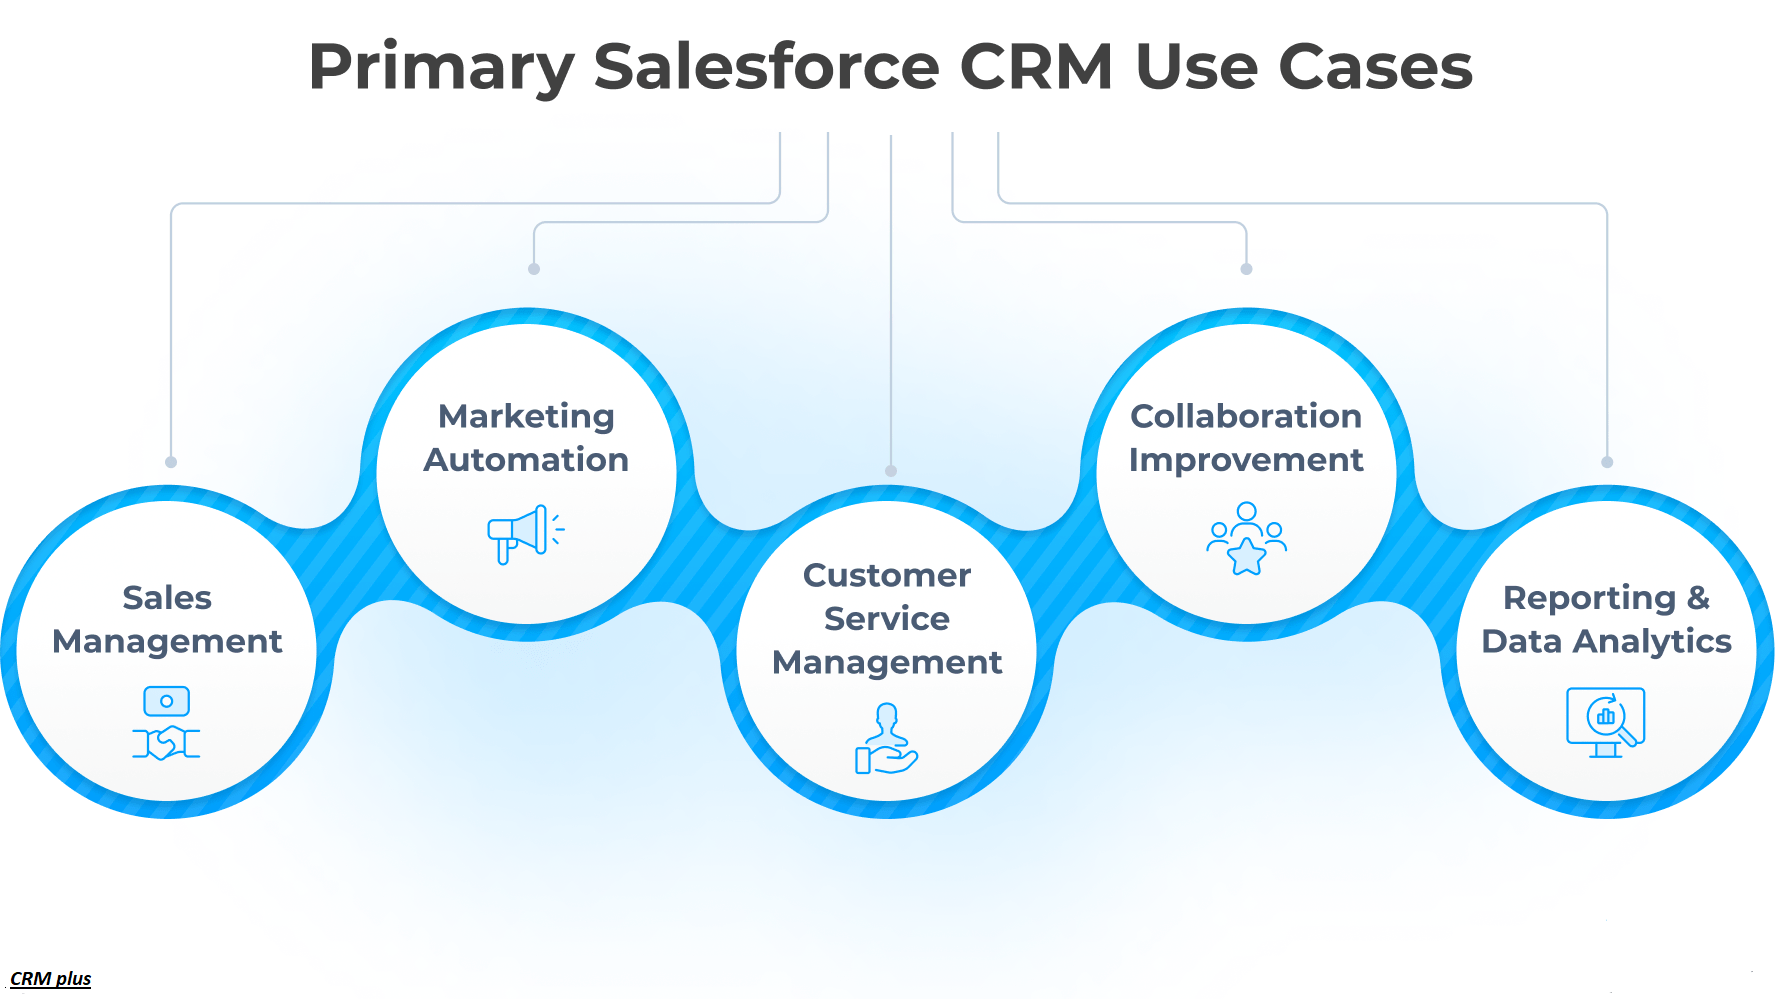 Primary Salesforce CRM Use Cases
Sales
Management
Marketing
Automation
Customer
Service
Management
Collaboration
Improvement
Reporting &
Data Analytics
CRM plus